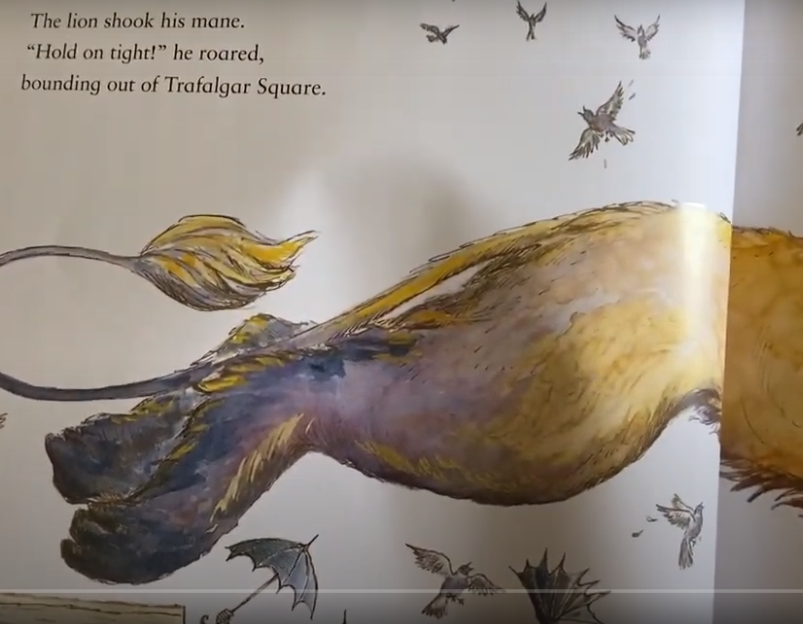 The lion shook his mane.
“Hold on tight!” he roared,
bounding out of Trafalgar Square.